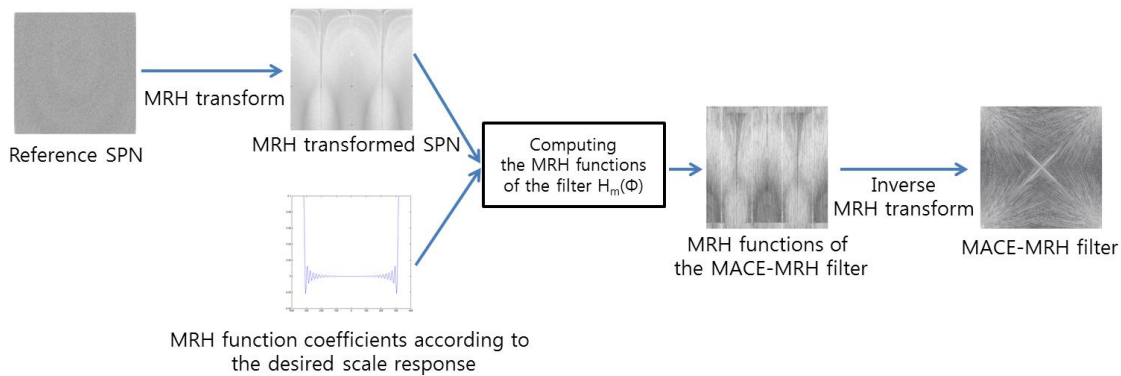 Reference SPN
MRH transform
MRH transformed SPN
MRH function coefficients according to
the desired scale response
Computing
the MRH functions
of the filter Hm(Φ)
MRH functions of
the MACE-MRH filter
Inverse
MRH transform
MACE-MRH filter